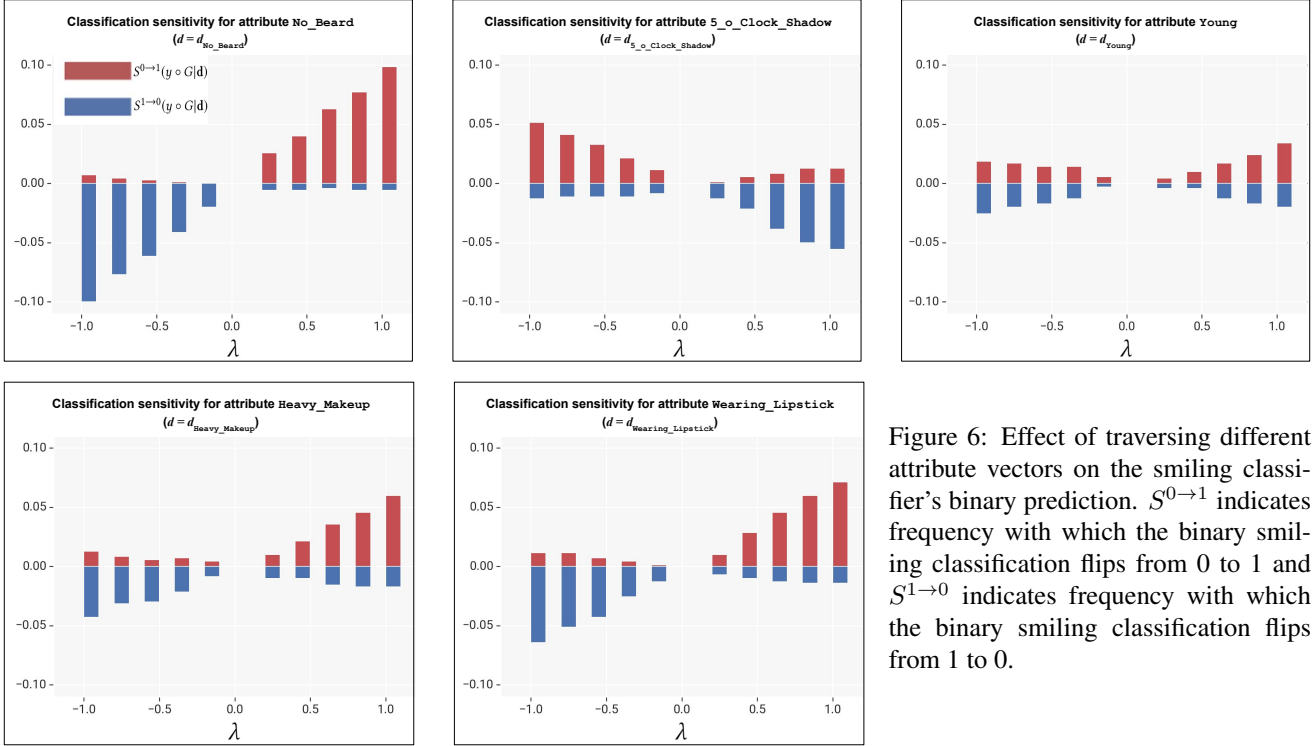 Classification sensitivity for attribute No_Beard
(d = d_No_Beard)
0.10
0.05
0.00
−0.05
−0.10
S^{0→1}(y ∘ G|d)
S^{1→0}(y ∘ G|d)
−1.0 −0.5 0.0 0.5 1.0
λ
Classification sensitivity for attribute 5_o_Clock_Shadow
(d = d_5_o_Clock_Shadow)
0.10
0.05
0.00
−0.05
−0.10
−1.0 −0.5 0.0 0.5 1.0
λ
Classification sensitivity for attribute Young
(d = d_Young)
0.10
0.05
0.00
−0.05
−0.10
−1.0 −0.5 0.0 0.5 1.0
λ
Classification sensitivity for attribute Heavy_Makeup
(d = d_Heavy_Makeup)
0.10
0.05
0.00
−0.05
−0.10
−1.0 −0.5 0.0 0.5 1.0
λ
Classification sensitivity for attribute Wearing_Lipstick
(d = d_Wearing_Lipstick)
0.10
0.05
0.00
−0.05
−0.10
−1.0 −0.5 0.0 0.5 1.0
λ
Figure 6: Effect of traversing different
attribute vectors on the smiling classi-
fier's binary prediction. S^{0→1} indicates
frequency with which the binary smil-
ing classification flips from 0 to 1 and
S^{1→0} indicates frequency with which
the binary smiling classification flips
from 1 to 0.